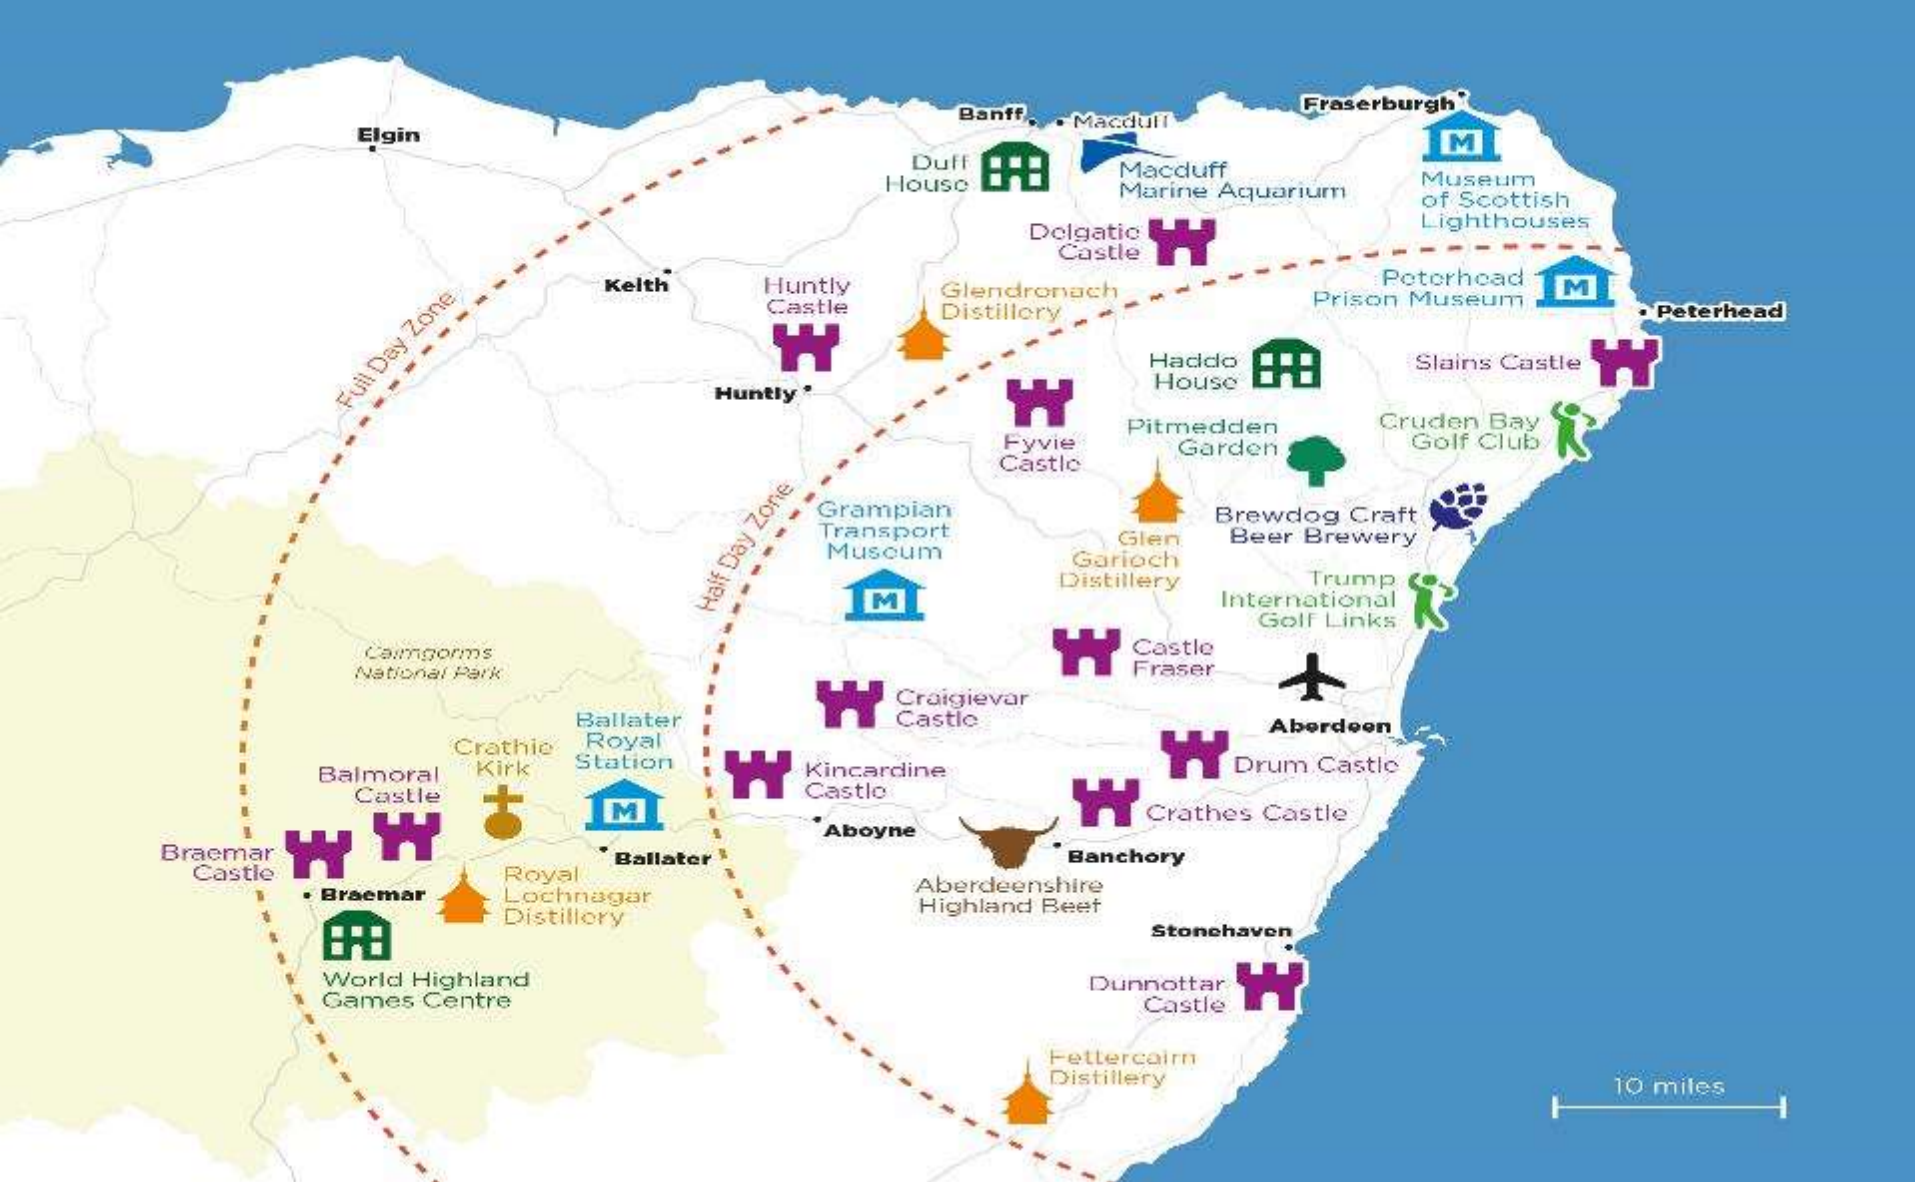 Elgin
Banff
Macduff
Fraserburgh
M
Duff
House
Macduff
Marine Aquarium
Museum
of Scottish
Lighthouses
Delgatie
Castle
Keith
Huntly
Castle
Glendronach
Distillery
Peterhead
Prison Museum
M
Peterhead
Full Day Zone
Huntly
Haddo
House
Slains Castle
Fyvie
Castle
Pitmedden
Garden
Cruden Bay
Golf Club
Half Day Zone
Grampian
Transport
Museum
M
Glen
Garioch
Distillery
Brewdog Craft
Beer Brewery
Trump
International
Golf Links
Cairngorms
National Park
Castle
Fraser
Craigievar
Castle
Aberdeen
Ballater
Royal
Station
M
Crathie
Kirk
Balmoral
Castle
Kincardine
Castle
Drum Castle
Crathes Castle
Aboyne
Braemar
Castle
Ballater
Banchory
Braemar
Royal
Lochnagar
Distillery
Aberdeenshire
Highland Beef
Stonehaven
World Highland
Games Centre
Dunnottar
Castle
Fettercairn
Distillery
10 miles